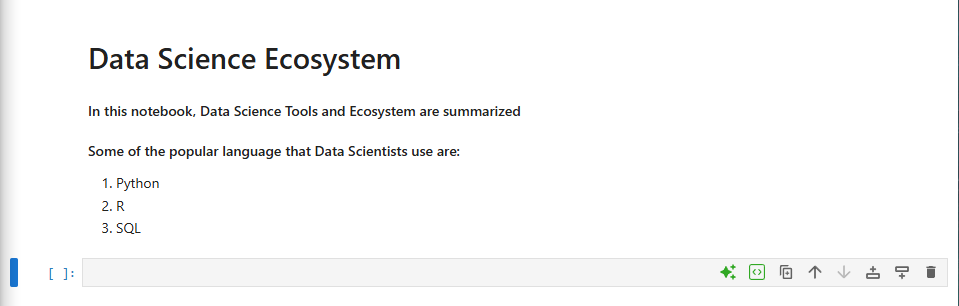 Data Science Ecosystem
In this notebook, Data Science Tools and Ecosystem are summarized
Some of the popular language that Data Scientists use are:
1. Python
2. R
3. SQL
[ ]: